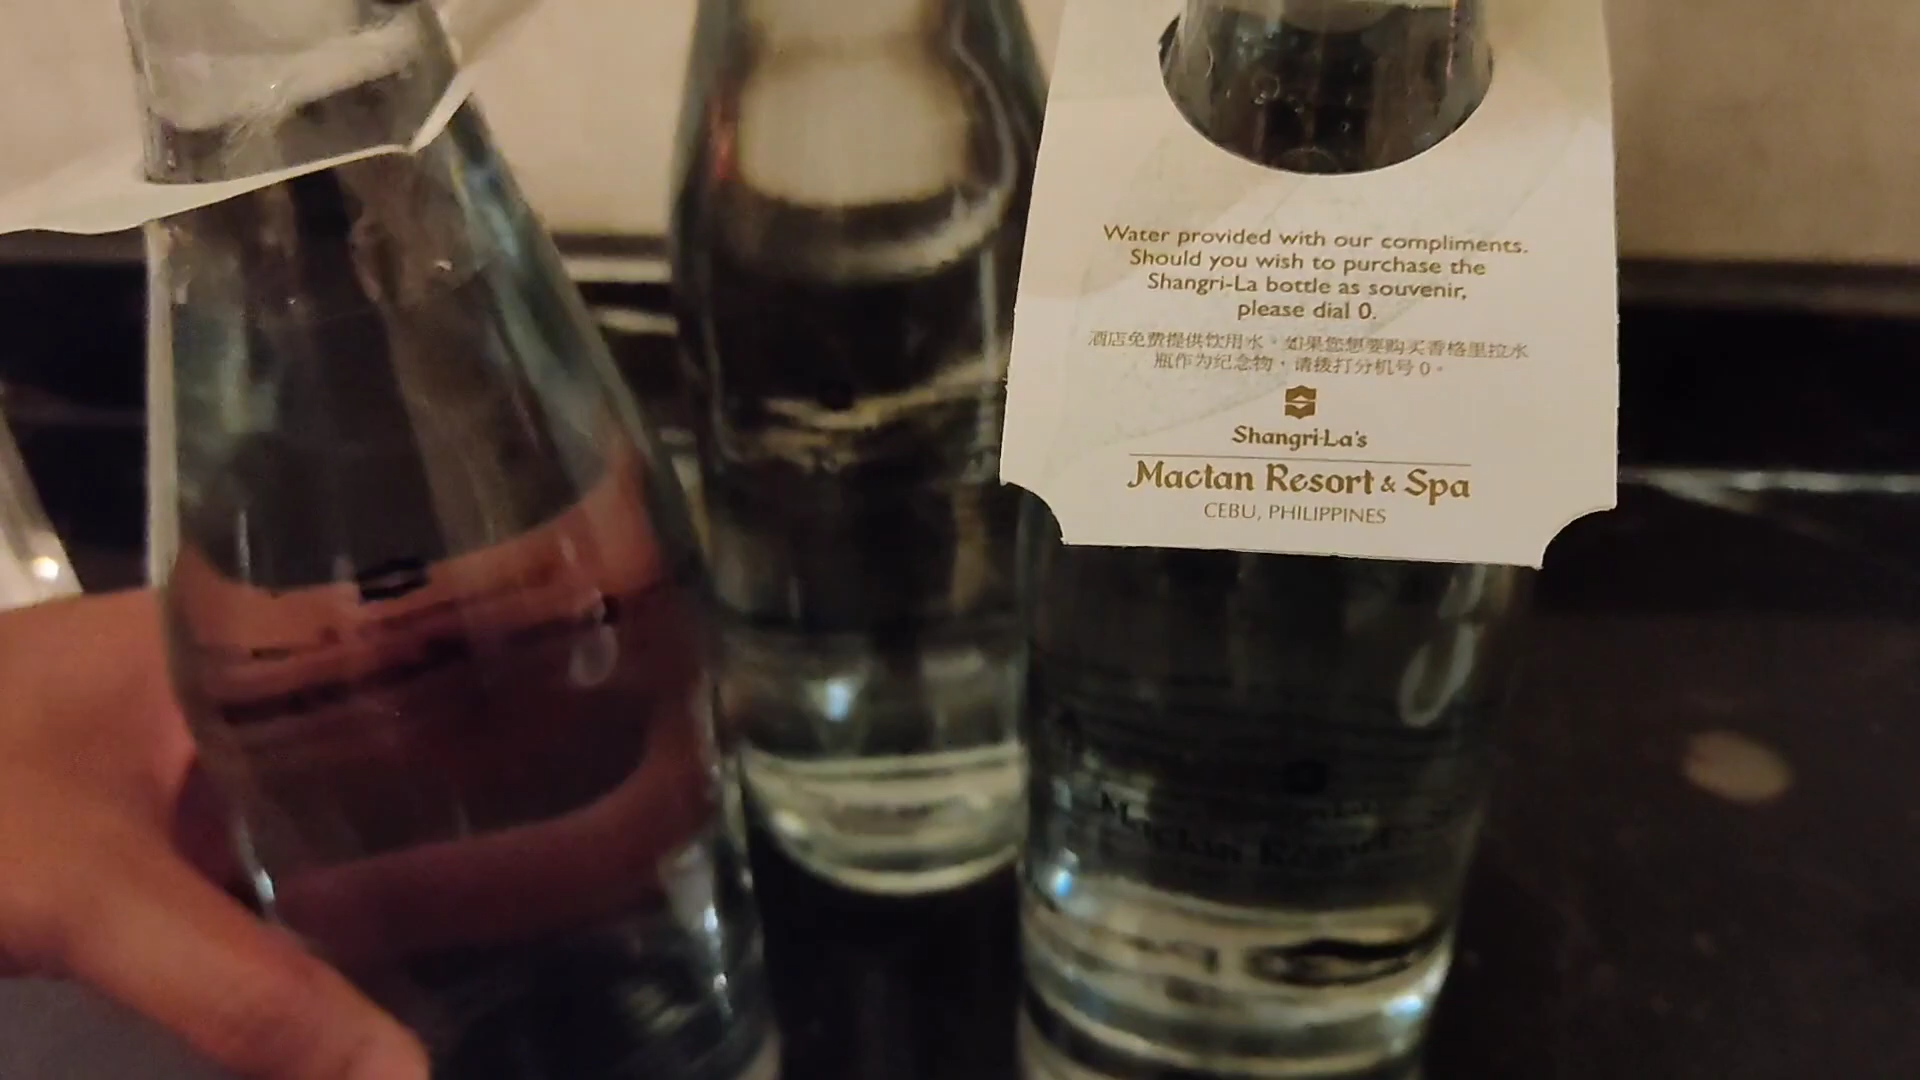 Water provided with our compliments.
Should you wish to purchase the
Shangri-La bottle as souvenir,
please dial 0.
酒店免费提供饮用水。如果您想要购买香格里拉水
瓶作为纪念物，请拨打分机号0。
Shangri-La's
Mactan Resort & Spa
CEBU, PHILIPPINES
Mactan Resort